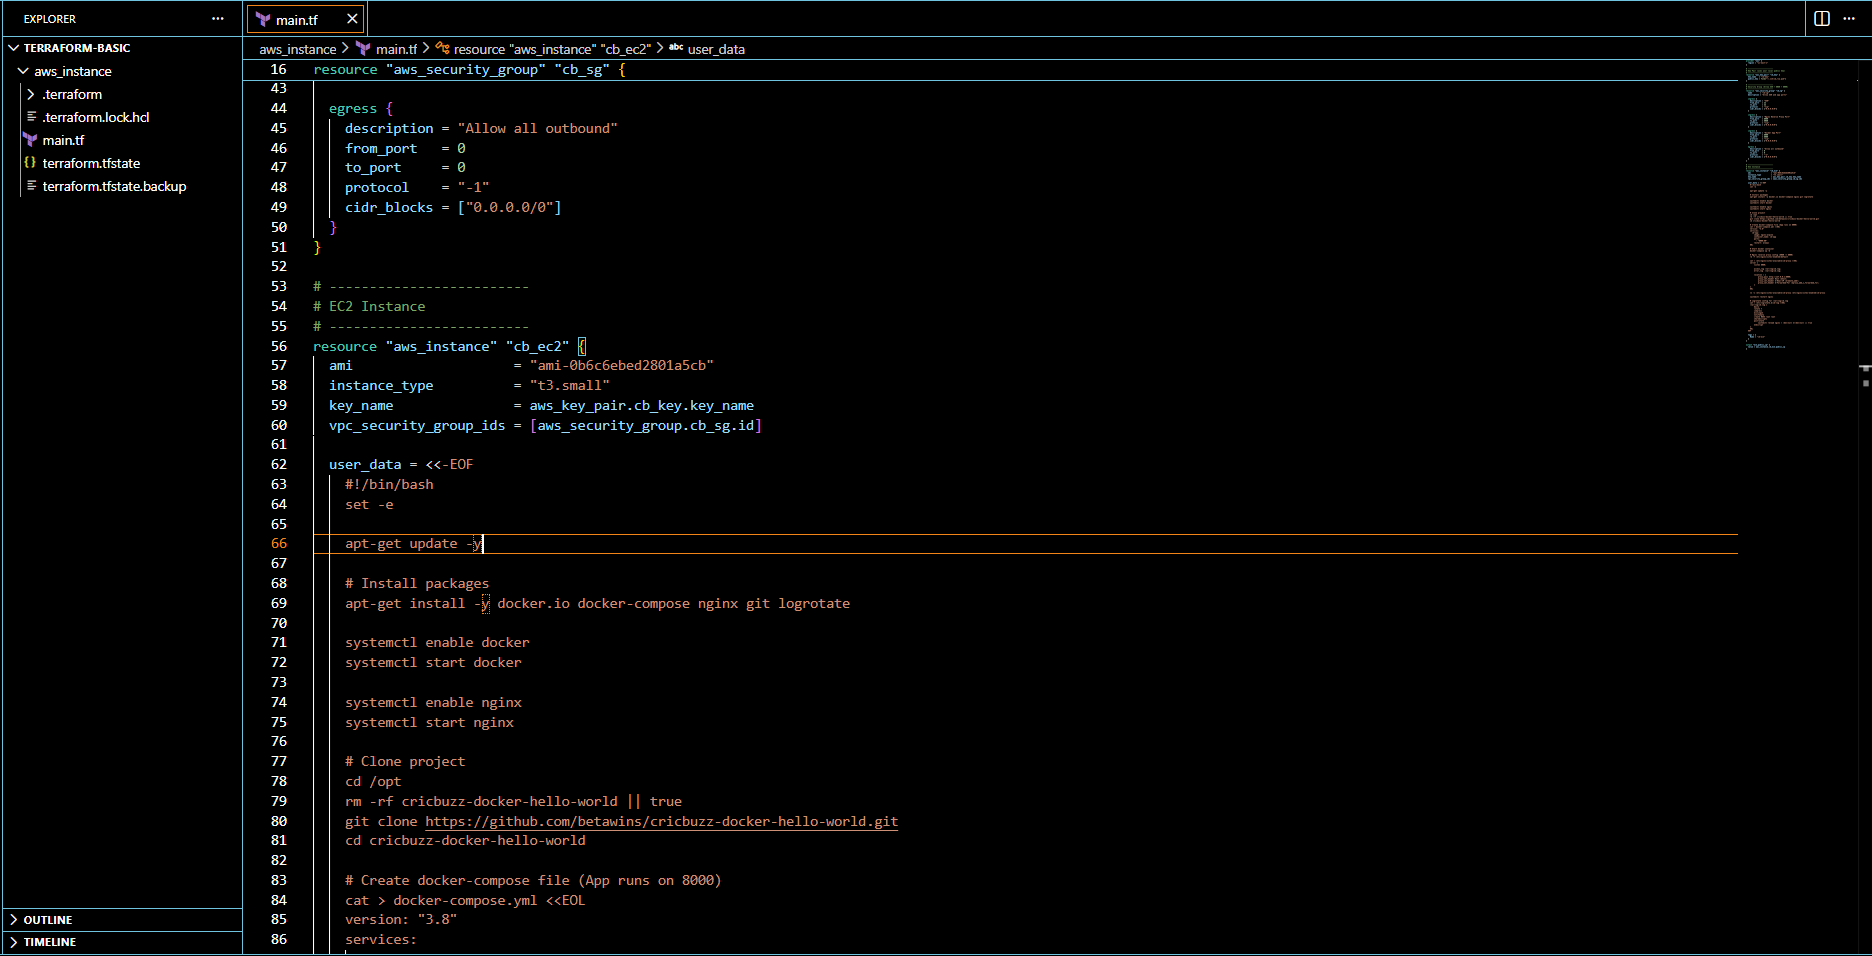 EXPLORER
TERRAFORM-BASIC
aws_instance
.terraform
.terraform.lock.hcl
main.tf
terraform.tfstate
terraform.tfstate.backup
OUTLINE
TIMELINE
main.tf
aws_instance > main.tf > resource "aws_instance" "cb_ec2" > abc user_data
16 resource "aws_security_group" "cb_sg" {
43
44 egress {
45 description = "Allow all outbound"
46 from_port = 0
47 to_port = 0
48 protocol = "-1"
49 cidr_blocks = ["0.0.0.0/0"]
50 }
51 }
52
53 # -------------------------
54 # EC2 Instance
55 # -------------------------
56 resource "aws_instance" "cb_ec2" {
57 ami = "ami-0b6c6ebed2801a5cb"
58 instance_type = "t3.small"
59 key_name = aws_key_pair.cb_key.key_name
60 vpc_security_group_ids = [aws_security_group.cb_sg.id]
61
62 user_data = <<-EOF
63 #!/bin/bash
64 set -e
65
66 apt-get update -y
67
68 # Install packages
69 apt-get install -y docker.io docker-compose nginx git logrotate
70
71 systemctl enable docker
72 systemctl start docker
73
74 systemctl enable nginx
75 systemctl start nginx
76
77 # Clone project
78 cd /opt
79 rm -rf cricbuzz-docker-hello-world || true
80 git clone https://github.com/betawins/cricbuzz-docker-hello-world.git
81 cd cricbuzz-docker-hello-world
82
83 # Create docker-compose file (App runs on 8000)
84 cat > docker-compose.yml <<EOL
85 version: "3.8"
86 services: